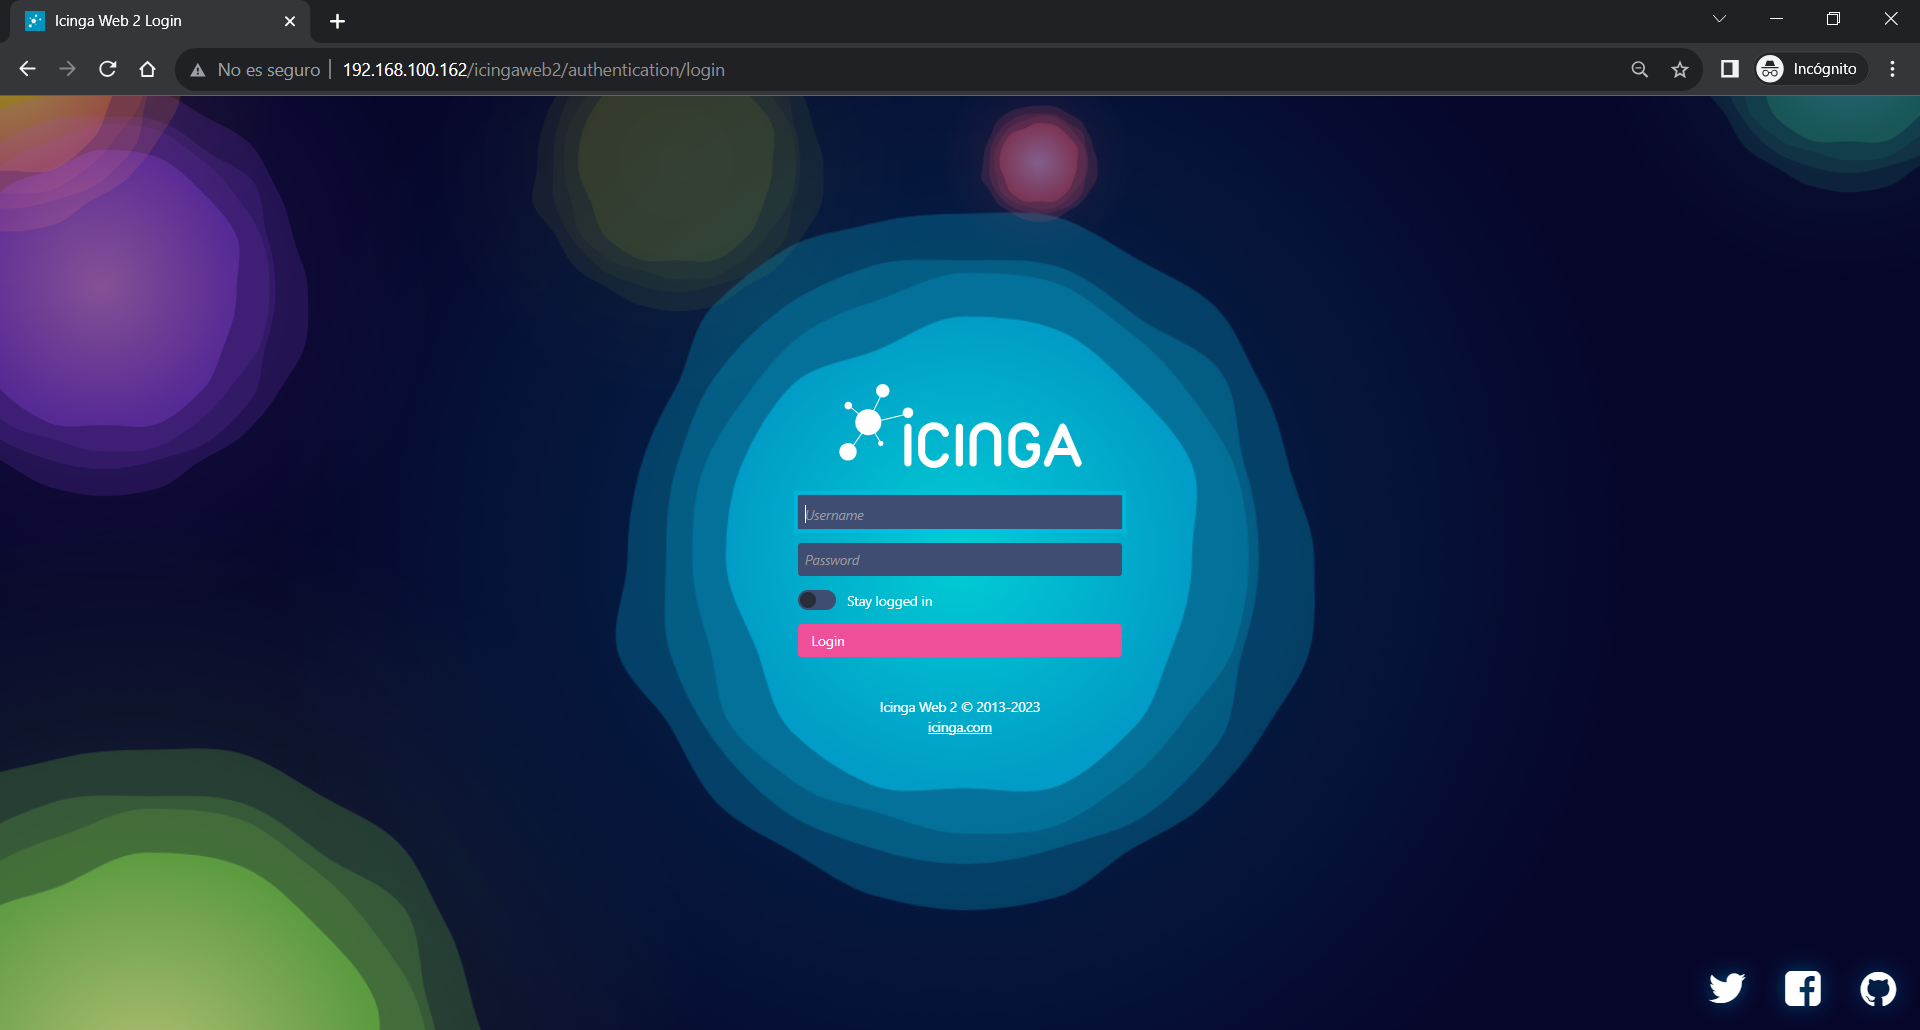 Icinga Web 2 Login
No es seguro | 192.168.100.162/icingaweb2/authentication/login
Incógnito
ICINGA
Username
Password
Stay logged in
Login
Icinga Web 2 © 2013-2023
icinga.com